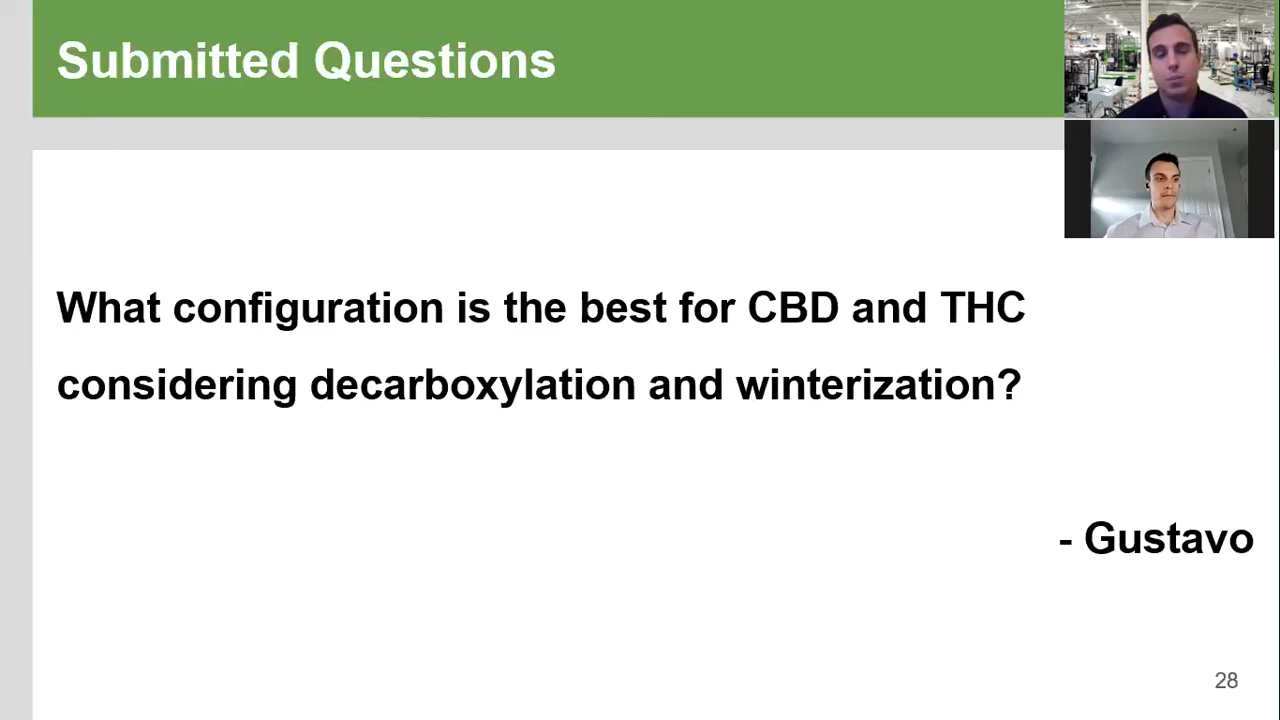 Submitted Questions
What configuration is the best for CBD and THC
considering decarboxylation and winterization?
- Gustavo
28